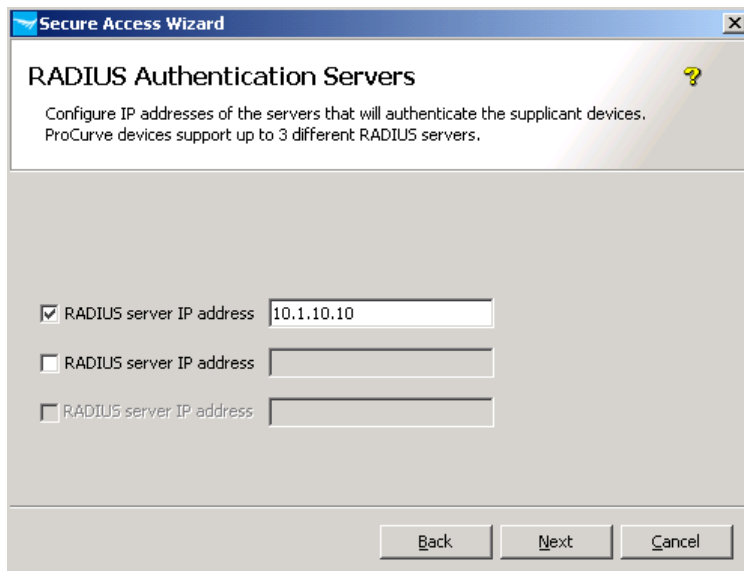 Secure Access Wizard
RADIUS Authentication Servers
Configure IP addresses of the servers that will authenticate the supplicant devices.
ProCurve devices support up to 3 different RADIUS servers.
RADIUS server IP address 10.1.10.10
RADIUS server IP address
RADIUS server IP address
Back Next Cancel